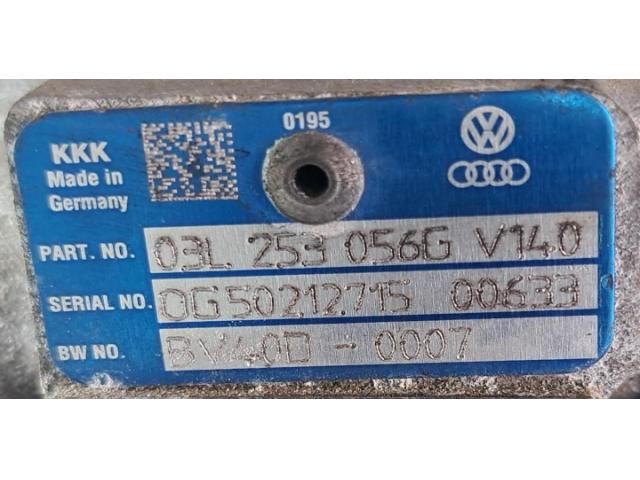 0195
KKK
Made in
Germany
PART. NO. 03L 253 056G V140
SERIAL NO. 0G50212715 00633
BW NO. BV40D - 0007